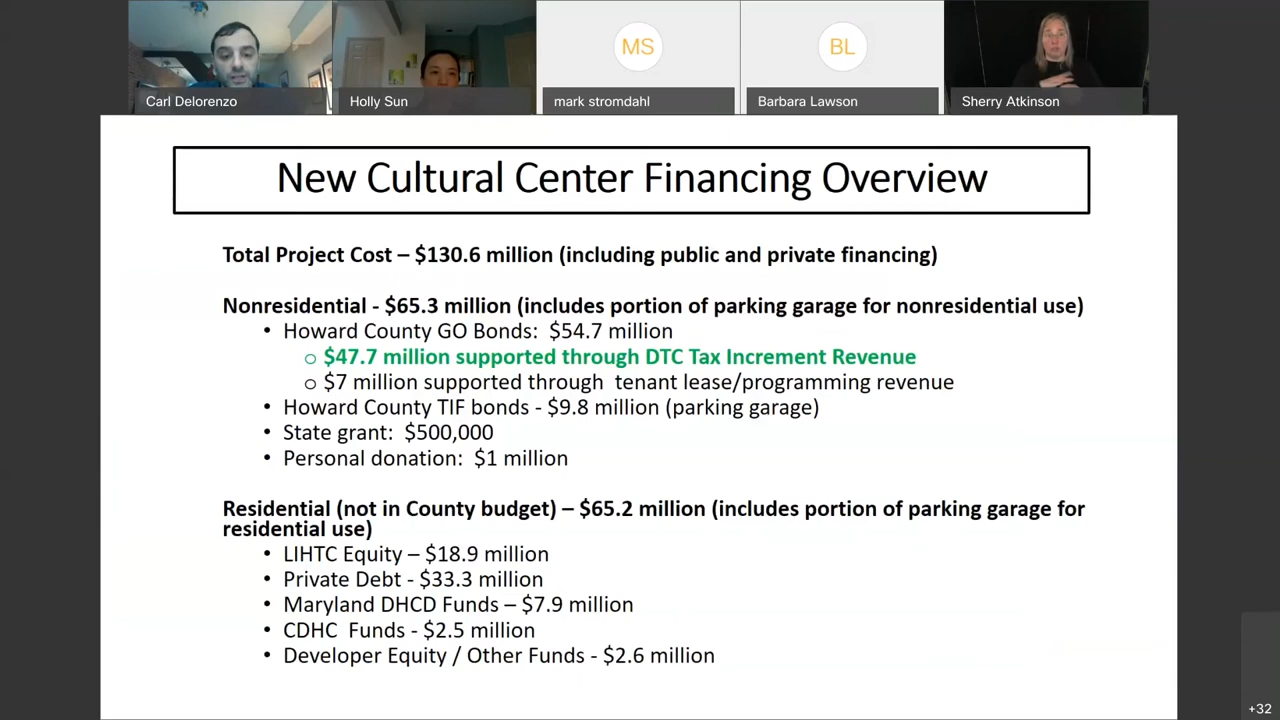 MS
BL
Carl Delorenzo
Holly Sun
mark stromdahl
Barbara Lawson
Sherry Atkinson
New Cultural Center Financing Overview
Total Project Cost – $130.6 million (including public and private financing)
Nonresidential - $65.3 million (includes portion of parking garage for nonresidential use)
• Howard County GO Bonds: $54.7 million
o $47.7 million supported through DTC Tax Increment Revenue
o $7 million supported through tenant lease/programming revenue
• Howard County TIF bonds - $9.8 million (parking garage)
• State grant: $500,000
• Personal donation: $1 million
Residential (not in County budget) – $65.2 million (includes portion of parking garage for
residential use)
• LIHTC Equity – $18.9 million
• Private Debt - $33.3 million
• Maryland DHCD Funds – $7.9 million
• CDHC Funds - $2.5 million
• Developer Equity / Other Funds - $2.6 million
+32